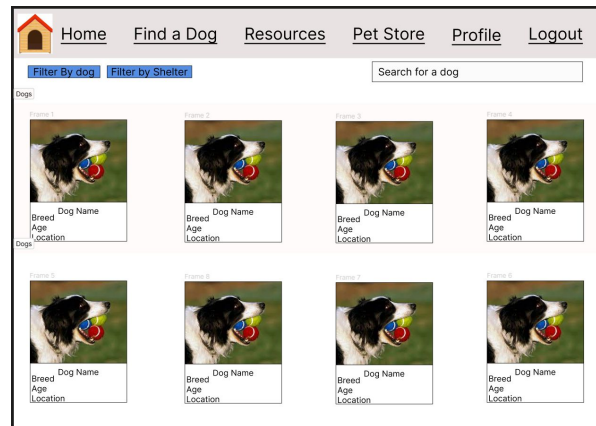 Home Find a Dog Resources Pet Store Profile Logout
Filter By dog Filter by Shelter Search for a dog
Dogs
Frame 1 Frame 2 Frame 3 Frame 4
Dog Name Dog Name Dog Name Dog Name
Breed Breed Breed Breed
Age Age Age Age
Location Location Location Location
Dogs
Frame 5 Frame 8 Frame 7 Frame 6
Dog Name Dog Name Dog Name Dog Name
Breed Breed Breed Breed
Age Age Age Age
Location Location Location Location